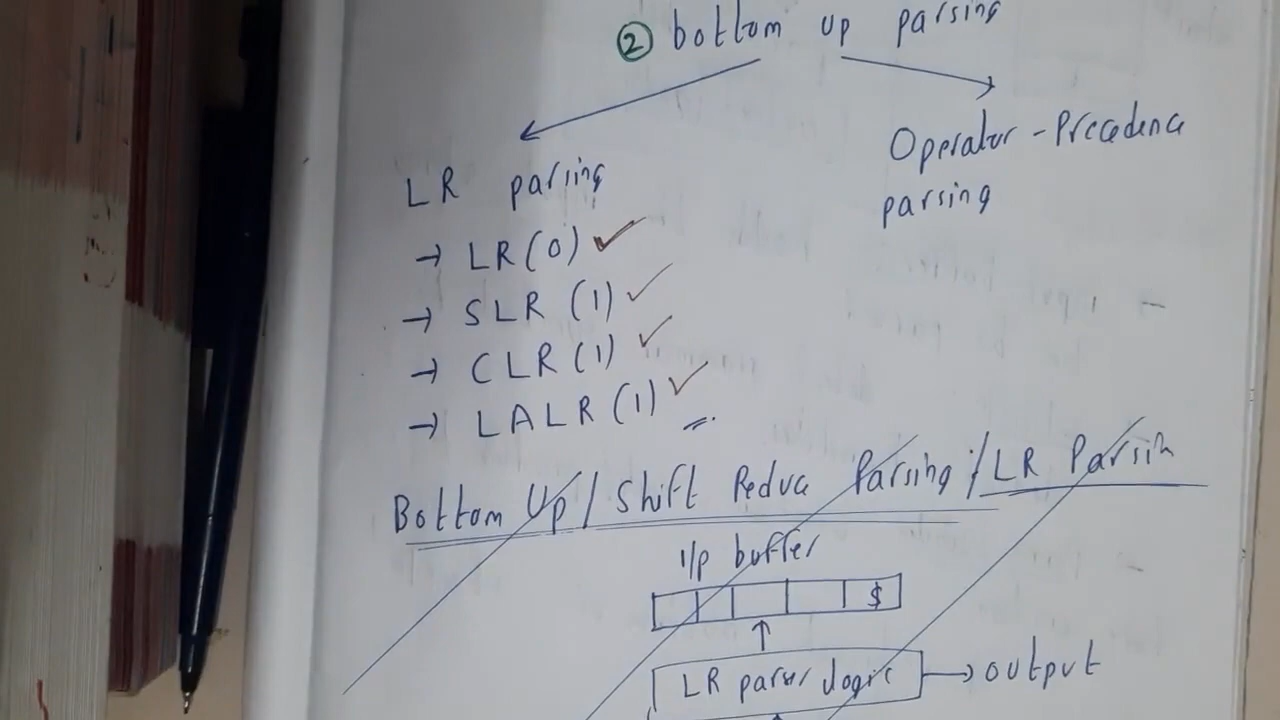 ② bottom up parsing
LR parsing
→ LR(0) ✓
→ SLR (1) ✓
→ CLR(1) ✓
→ LALR(1) ✓
Operator-Precedence
parsing
Bottom Up / Shift Reduce Parsing / LR Parsin
i/p buffer
$
LR parser logic → output